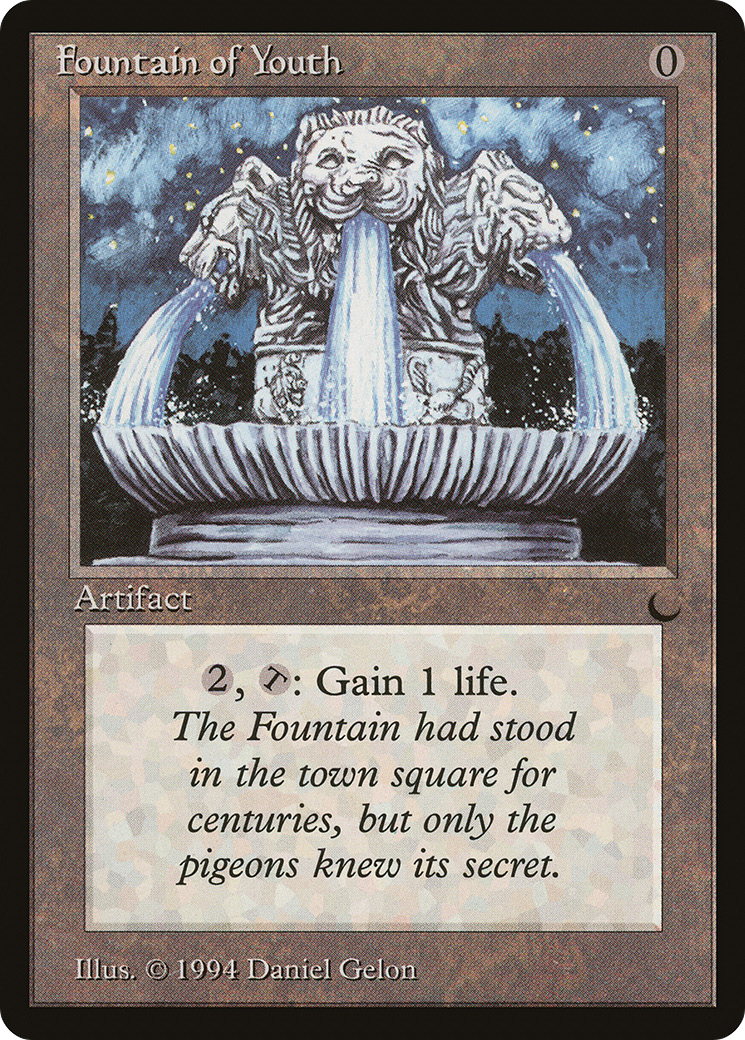 Fountain of Youth 0
Artifact
2, T: Gain 1 life.
The Fountain had stood
in the town square for
centuries, but only the
pigeons knew its secret.
Illus. © 1994 Daniel Gelon